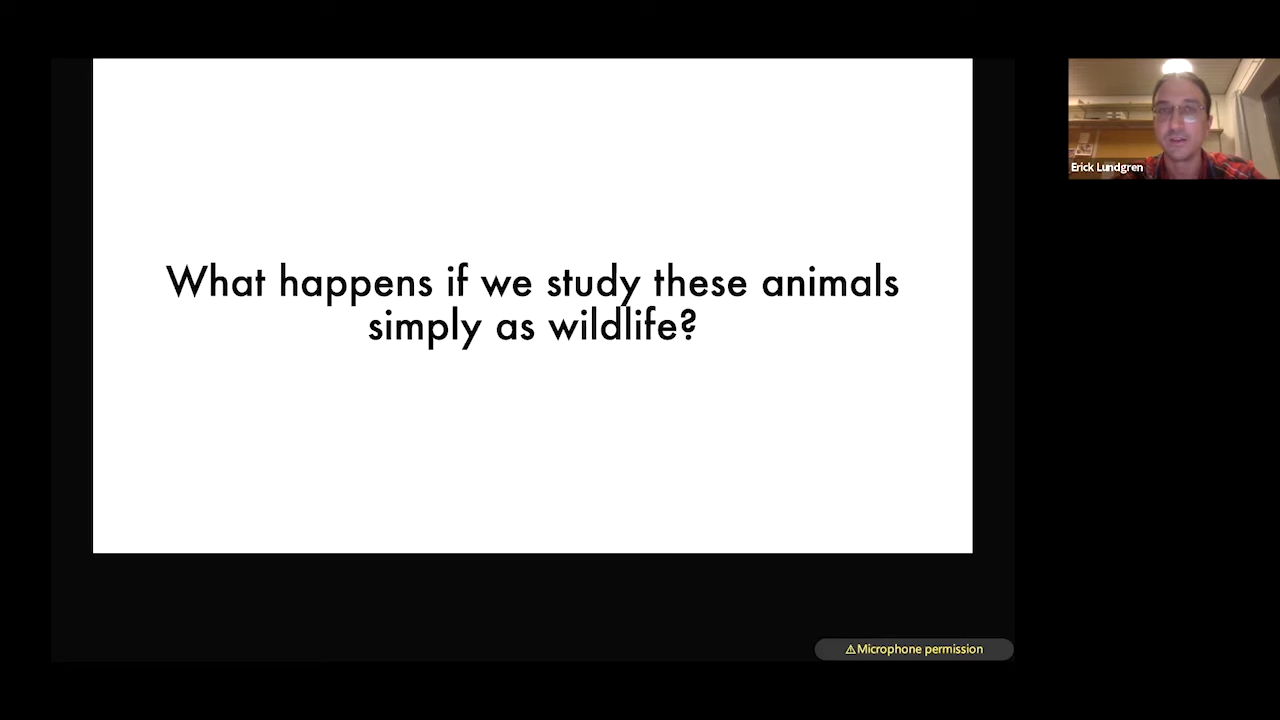 What happens if we study these animals
simply as wildlife?
Erick Lundgren
⚠Microphone permission